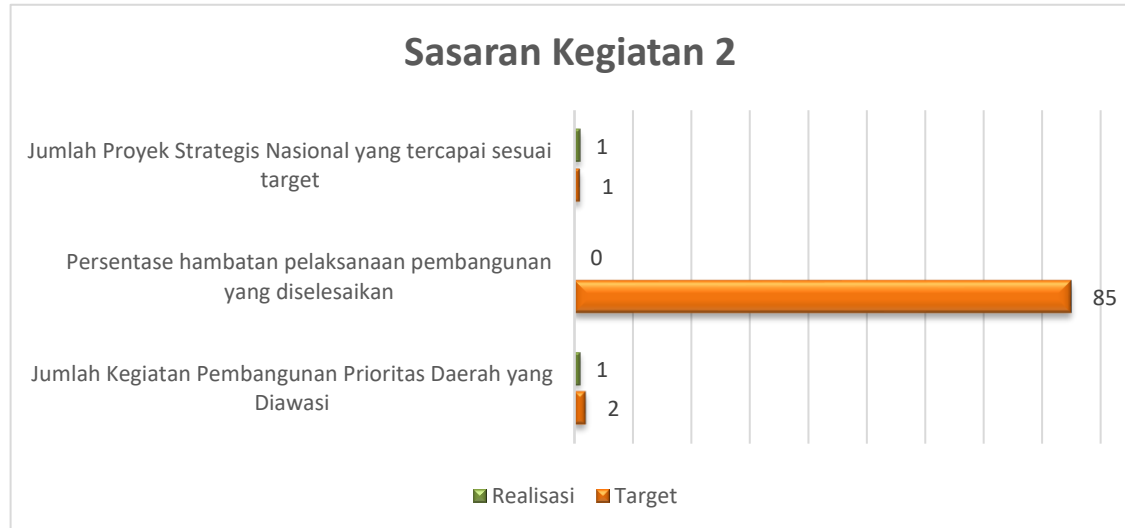 Sasaran Kegiatan 2
Jumlah Proyek Strategis Nasional yang tercapai sesuai
target
1
1
Persentase hambatan pelaksanaan pembangunan
yang diselesaikan
0
85
Jumlah Kegiatan Pembangunan Prioritas Daerah yang
Diawasi
1
2
Realisasi Target